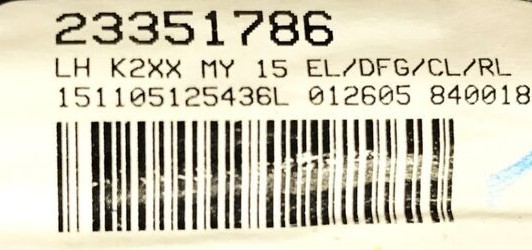 23351786
LH K2XX MY 15 EL/DFG/CL/RL
151105125436L 012605 840018